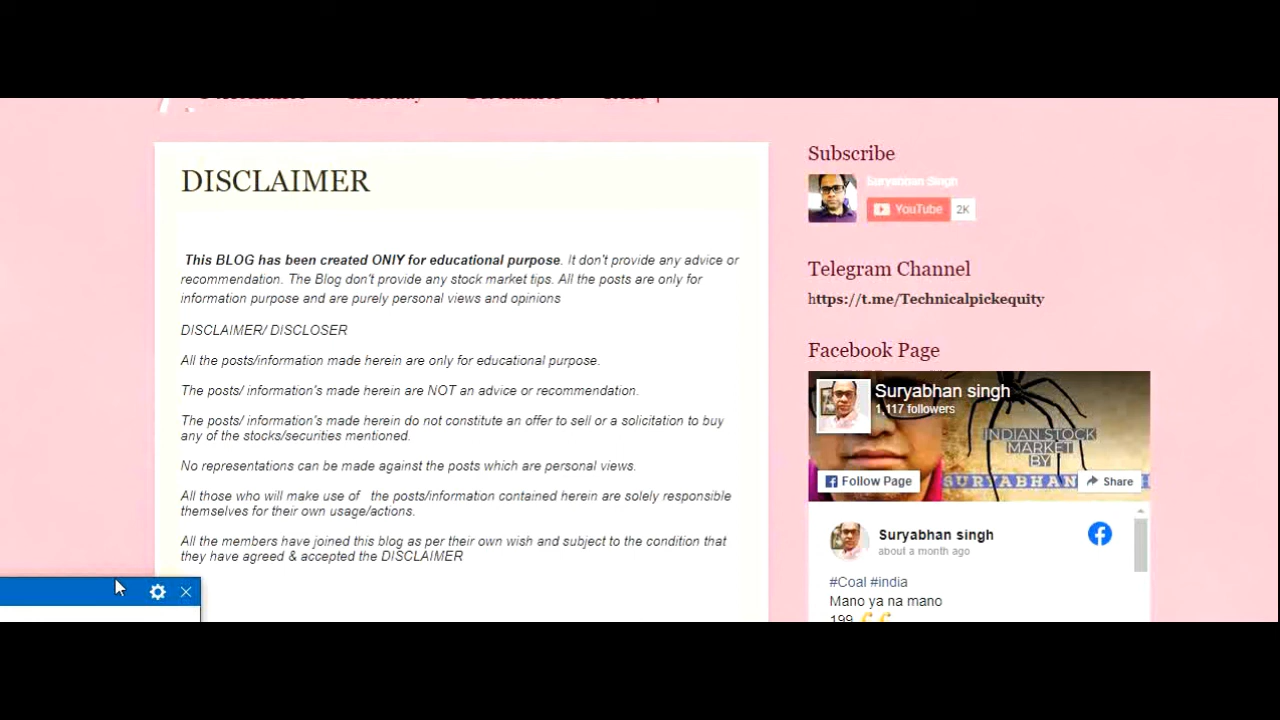 DISCLAIMER
This BLOG has been created ONlY for educational purpose. It don't provide any advice or
recommendation. The Blog don't provide any stock market tips. All the posts are only for
information purpose and are purely personal views and opinions
DISCLAIMER/ DISCLOSER
All the posts/information made herein are only for educational purpose.
The posts/ information's made herein are NOT an advice or recommendation.
The posts/ information's made herein do not constitute an offer to sell or a solicitation to buy
any of the stocks/securities mentioned.
No representations can be made against the posts which are personal views.
All those who will make use of the posts/information contained herein are solely responsible
themselves for their own usage/actions.
All the members have joined this blog as per their own wish and subject to the condition that
they have agreed & accepted the DISCLAIMER
Subscribe
Suryabhan Singh
YouTube 2K
Telegram Channel
https://t.me/Technicalpickequity
Facebook Page
Suryabhan singh
1,117 followers
INDIAN STOCK
MARKET
BY
SURYABHAN
Follow Page
Share
Suryabhan singh
about a month ago
#Coal #india
Mano ya na mano
199